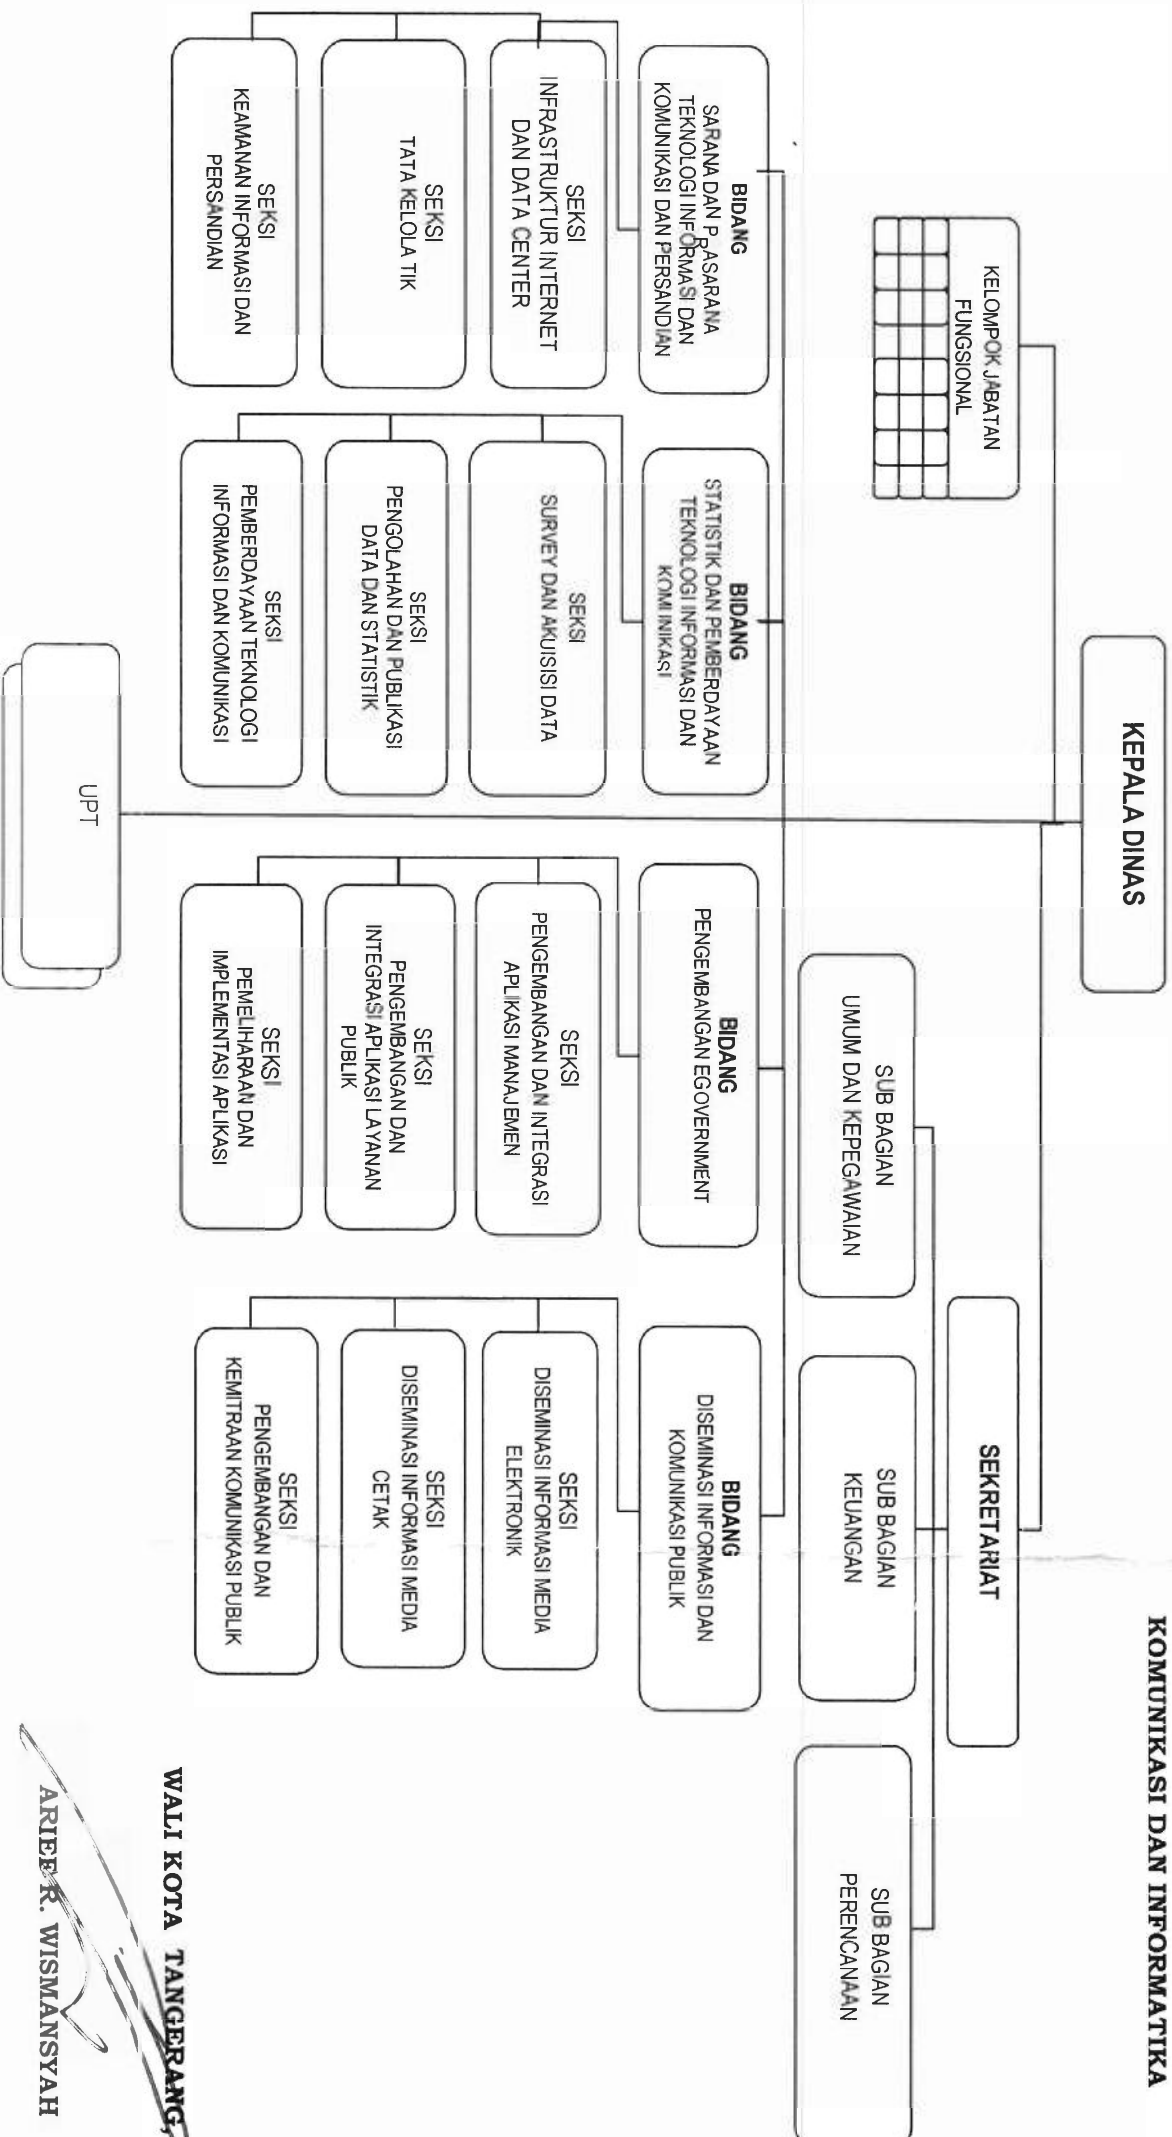 KOMUNIKASI DAN INFORMATIKA
KEPALA DINAS
KELOMPOK JABATAN
FUNGSIONAL
SEKRETARIAT
SUB BAGIAN
UMUM DAN KEPEGAWAIAN
SUB BAGIAN
KEUANGAN
SUB BAGIAN
PERENCANAAN
BIDANG
SARANA DAN PRASARANA
TEKNOLOGI INFORMASI DAN
KOMUNIKASI DAN PERSANDIAN
SEKSI
INFRASTRUKTUR INTERNET
DAN DATA CENTER
SEKSI
TATA KELOLA TIK
SEKSI
KEAMANAN INFORMASI DAN
PERSANDIAN
BIDANG
STATISTIK DAN PEMBERDAYAAN
TEKNOLOGI INFORMASI DAN
KOM INIKASI
SEKSI
SURVEY DAN AKUISISI DATA
SEKSI
PENGOLAHAN DAN PUBLIKASI
DATA DAN STATISTIK
SEKSI
PEMBERDAYAAN TEKNOLOGI
INFORMASI DAN KOMUNIKASI
BIDANG
PENGEMBANGAN EGOVERNMENT
SEKSI
PENGEMBANGAN DAN INTEGRASI
APLIKASI MANAJEMEN
SEKSI
PENGEMBANGAN DAN
INTEGRASI APLIKASI LAYANAN
PUBLIK
SEKSI
PEMELIHARAAN DAN
IMPLEMENTASI APLIKASI
BIDANG
DISEMINASI INFORMASI DAN
KOMUNIKASI PUBLIK
SEKSI
DISEMINASI INFORMASI MEDIA
ELEKTRONIK
SEKSI
DISEMINASI INFORMASI MEDIA
CETAK
SEKSI
PENGEMBANGAN DAN
KEMITRAAN KOMUNIKASI PUBLIK
UPT
WALI KOTA TANGERANG,
ARIEF R. WISMANSYAH